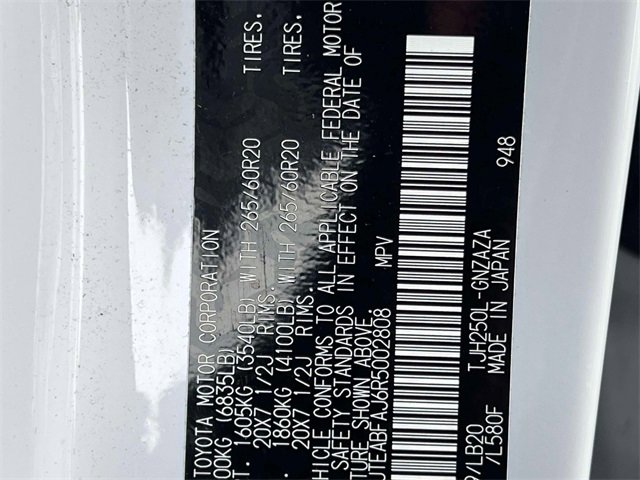 TOYOTA MOTOR CORPORATION
00KG (6835LB)
T. 1605KG (3540LB) WITH 265/60R20 TIRES,
20X7 1/2J RIMS.
1860KG (4100LB) WITH 265/60R20 TIRES,
20X7 1/2J RIMS.
HICLE CONFORMS TO ALL APPLICABLE FEDERAL MOTOR
SAFETY STANDARDS IN EFFECT ON THE DATE OF
TURE SHOWN ABOVE.
JTEABFAJ6R5002808 MPV
/LB20 TJH250L-GNZAZA
/L580F MADE IN JAPAN 948